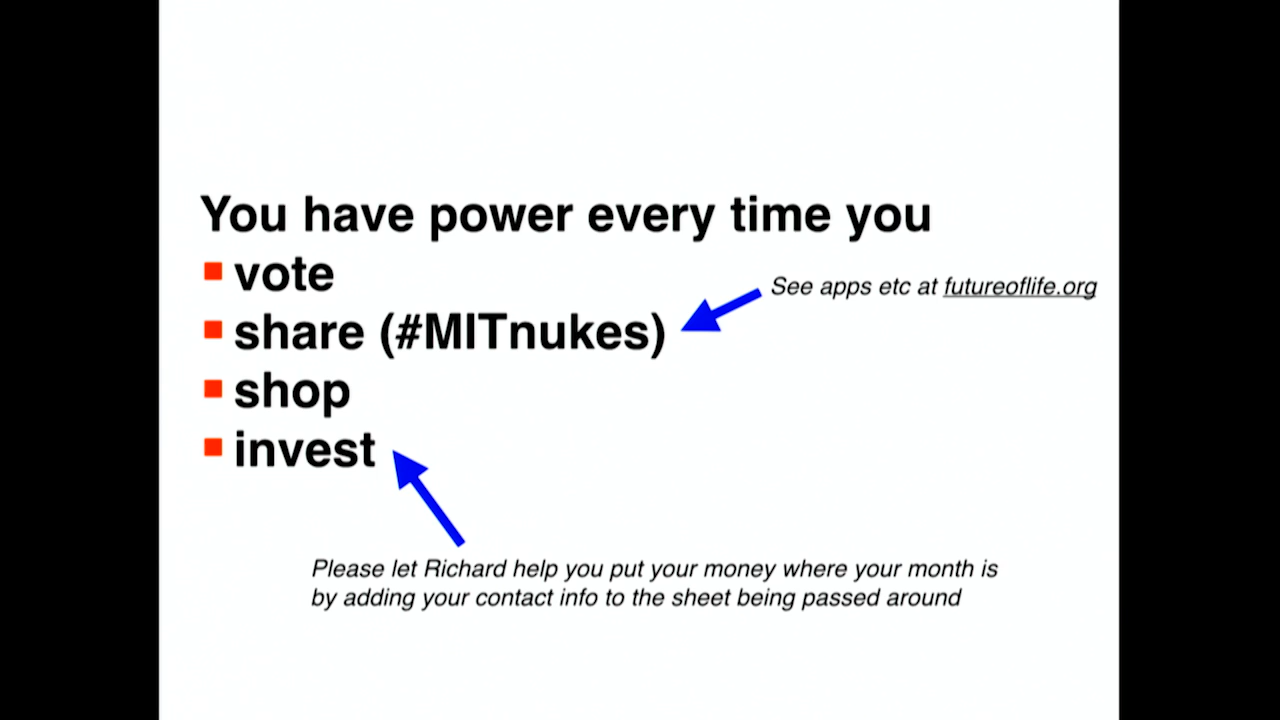 You have power every time you
vote
See apps etc at futureoflife.org
share (#MITnukes)
shop
invest
Please let Richard help you put your money where your month is
by adding your contact info to the sheet being passed around